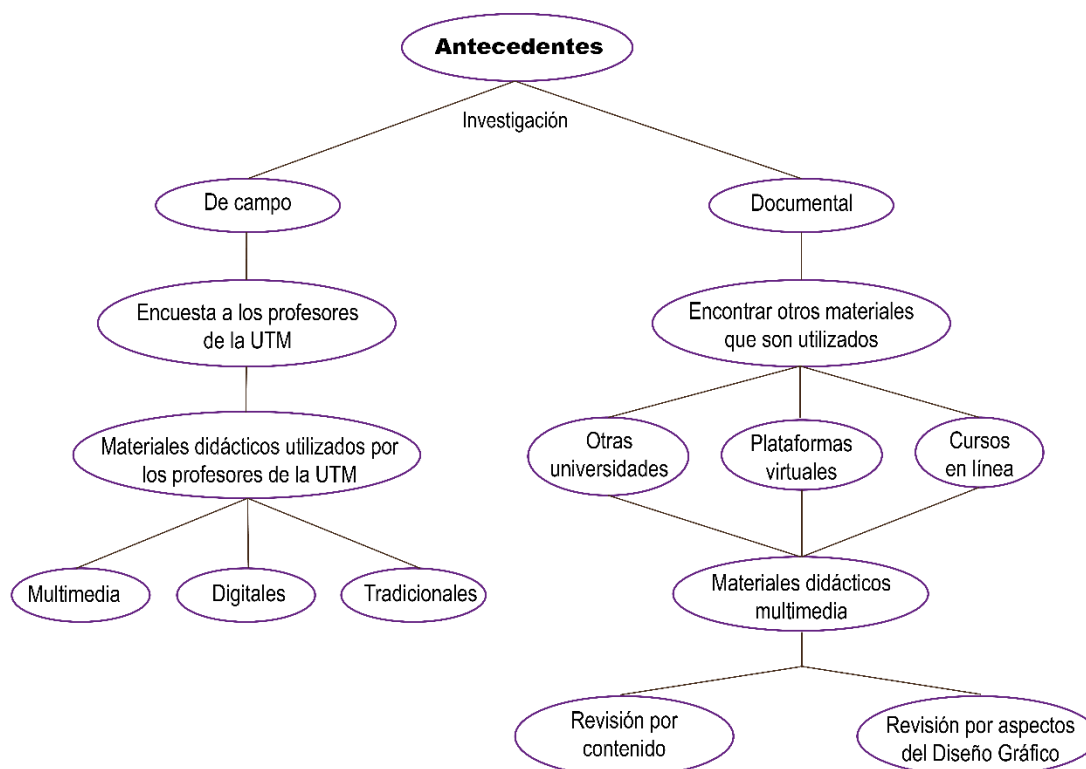 Antecedentes
Investigación
De campo
Documental
Encuesta a los profesores
de la UTM
Encontrar otros materiales
que son utilizados
Materiales didácticos utilizados por
los profesores de la UTM
Otras
universidades
Plataformas
virtuales
Cursos
en línea
Multimedia
Digitales
Tradicionales
Materiales didácticos
multimedia
Revisión por
contenido
Revisión por aspectos
del Diseño Gráfico